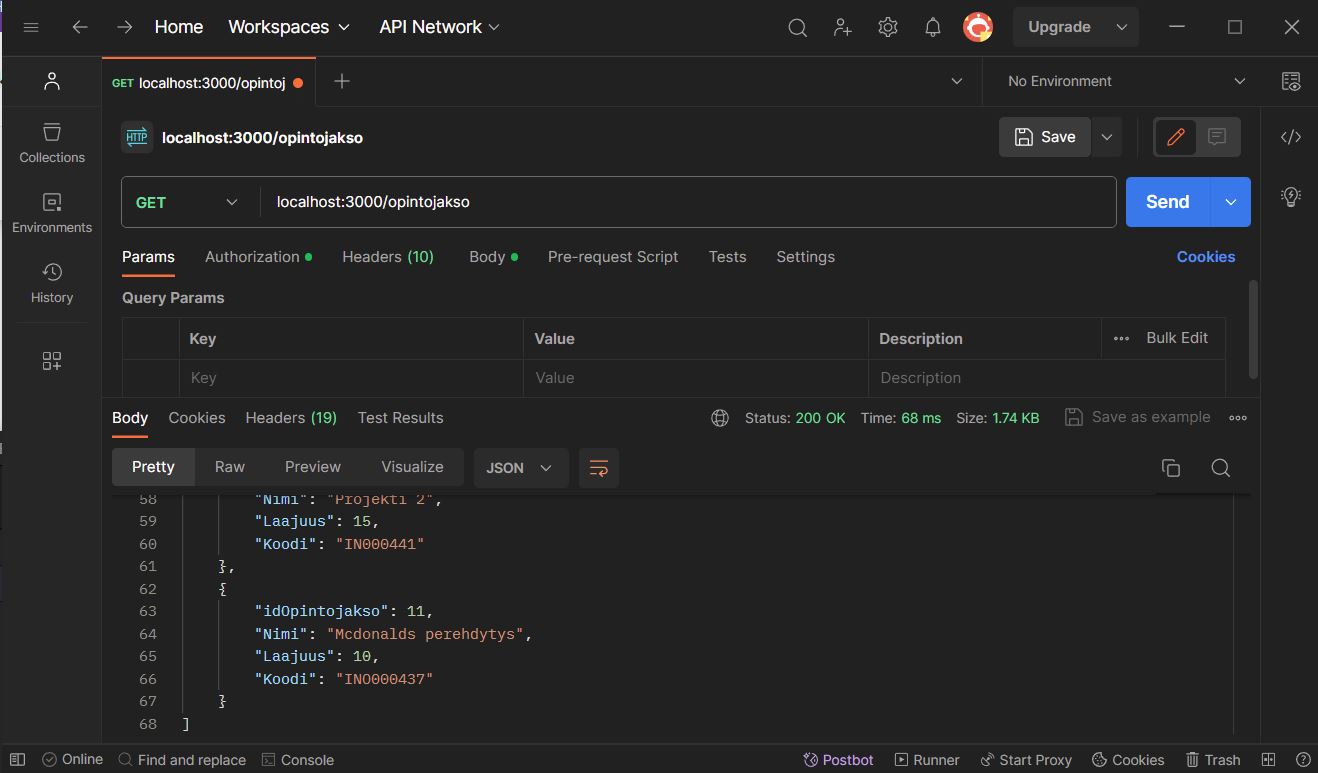 Home Workspaces API Network Upgrade
GET localhost:3000/opintoj No Environment
HTTP localhost:3000/opintojakso Save
GET localhost:3000/opintojakso Send
Params Authorization Headers (10) Body Pre-request Script Tests Settings Cookies
Collections
Environments
History
Query Params
Key Value Description Bulk Edit
Key Value Description
Body Cookies Headers (19) Test Results Status: 200 OK Time: 68 ms Size: 1.74 KB Save as example
Pretty Raw Preview Visualize JSON
58 "Nimi": "Projekti 2",
59 "Laajuus": 15,
60 "Koodi": "IN000441"
61 },
62 {
63 "idOpintojakso": 11,
64 "Nimi": "Mcdonalds perehdytys",
65 "Laajuus": 10,
66 "Koodi": "INO000437"
67 }
68 ]
Online Find and replace Console Postbot Runner Start Proxy Cookies Trash